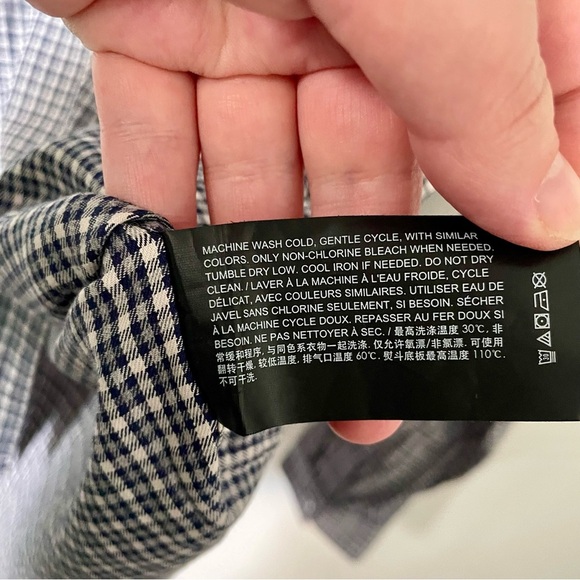 MACHINE WASH COLD, GENTLE CYCLE, WITH SIMILAR
COLORS. ONLY NON-CHLORINE BLEACH WHEN NEEDED.
TUMBLE DRY LOW. COOL IRON IF NEEDED. DO NOT DRY
CLEAN. / LAVER À LA MACHINE À L'EAU FROIDE, CYCLE
DÉLICAT, AVEC COULEURS SIMILAIRES. UTILISER EAU DE
JAVEL SANS CHLORINE SEULEMENT, SI BESOIN. SÉCHER
À LA MACHINE CYCLE DOUX. REPASSER AU FER DOUX SI
BESOIN. NE PAS NETTOYER À SEC. / 最高洗涤温度 30℃. 非
常缓和程序, 与同色系衣物一起洗涤. 仅允许氧漂/非氯漂. 可使用
翻转干燥. 较低温度, 排气口温度 60℃. 熨斗底板最高温度 110℃.
不可干洗.